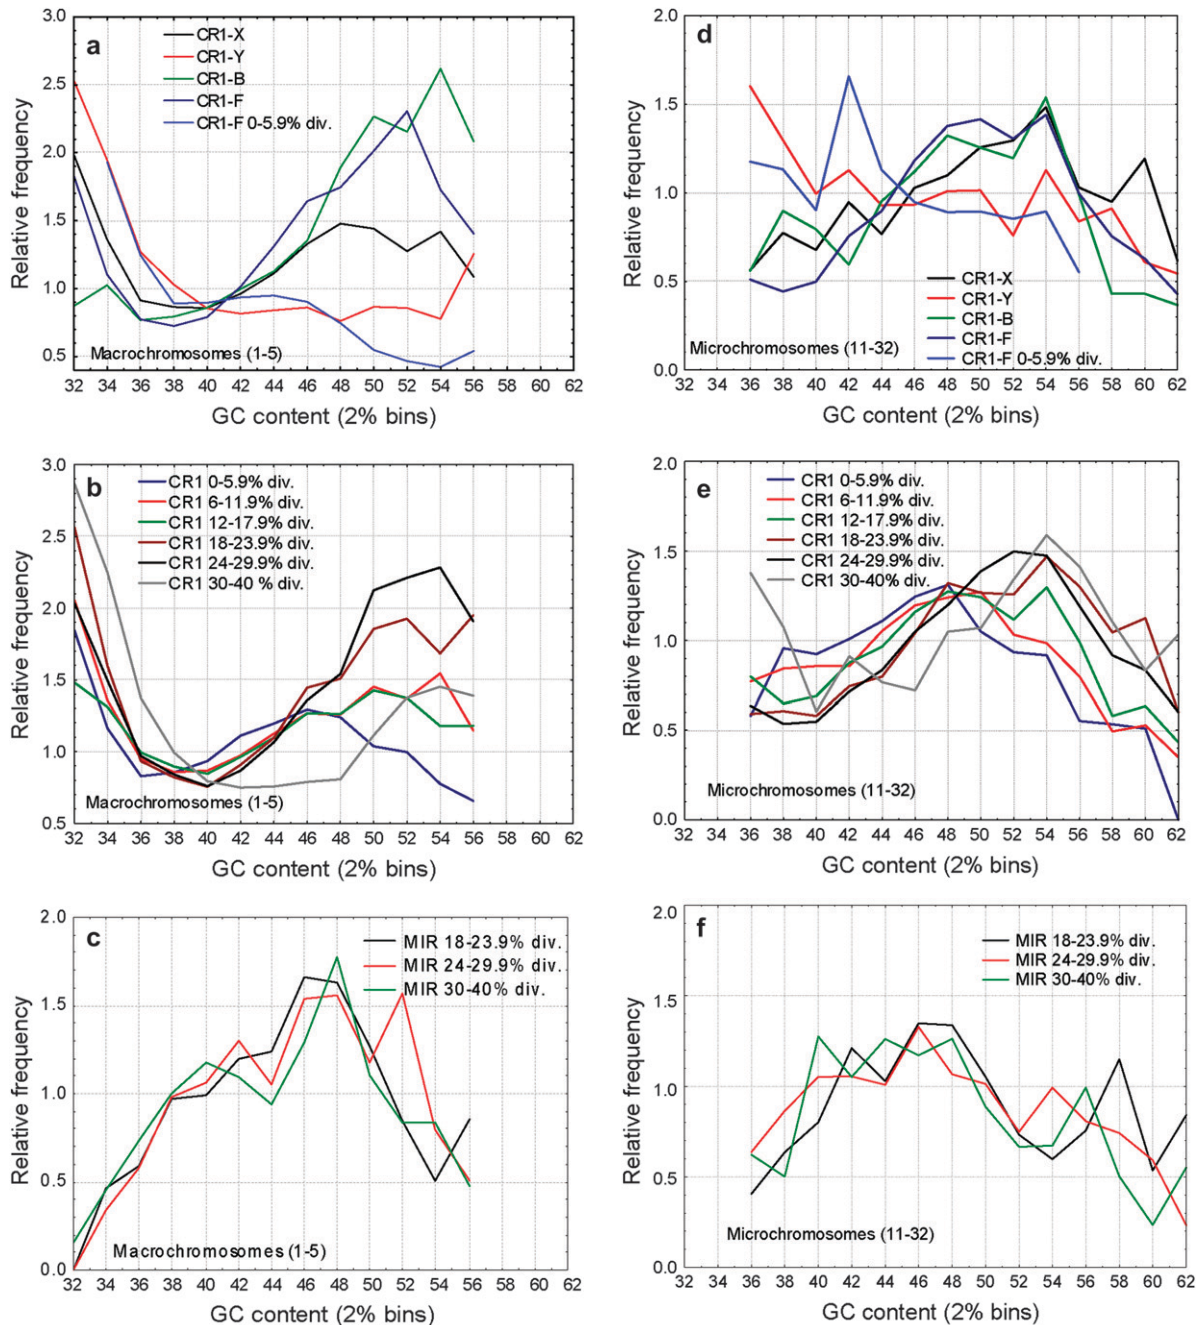 a
CR1-X
CR1-Y
CR1-B
CR1-F
CR1-F 0-5.9% div.
3.0
2.5
2.0
1.5
1.0
0.5
Relative frequency
Macrochromosomes (1-5)
32 34 36 38 40 42 44 46 48 50 52 54 56 58 60 62
GC content (2% bins)
d
2.0
1.5
1.0
0.5
0.0
Relative frequency
CR1-X
CR1-Y
CR1-B
CR1-F
CR1-F 0-5.9% div.
Microchromosomes (11-32)
32 34 36 38 40 42 44 46 48 50 52 54 56 58 60 62
GC content (2% bins)
b
CR1 0-5.9% div.
CR1 6-11.9% div.
CR1 12-17.9% div.
CR1 18-23.9% div.
CR1 24-29.9% div.
CR1 30-40 % div.
3.0
2.5
2.0
1.5
1.0
0.5
Relative frequency
Macrochromosomes (1-5)
32 34 36 38 40 42 44 46 48 50 52 54 56 58 60 62
GC content (2% bins)
e
CR1 0-5.9% div.
CR1 6-11.9% div.
CR1 12-17.9% div.
CR1 18-23.9% div.
CR1 24-29.9% div.
CR1 30-40% div.
2.0
1.5
1.0
0.5
0.0
Relative frequency
Microchromosomes (11-32)
32 34 36 38 40 42 44 46 48 50 52 54 56 58 60 62
GC content (2% bins)
c
MIR 18-23.9% div.
MIR 24-29.9% div.
MIR 30-40% div.
2.0
1.5
1.0
0.5
0.0
Relative frequency
Macrochromosomes (1-5)
32 34 36 38 40 42 44 46 48 50 52 54 56 58 60 62
GC content (2% bins)
f
MIR 18-23.9% div.
MIR 24-29.9% div.
MIR 30-40% div.
2.0
1.5
1.0
0.5
0.0
Relative frequency
Microchromosomes (11-32)
32 34 36 38 40 42 44 46 48 50 52 54 56 58 60 62
GC content (2% bins)